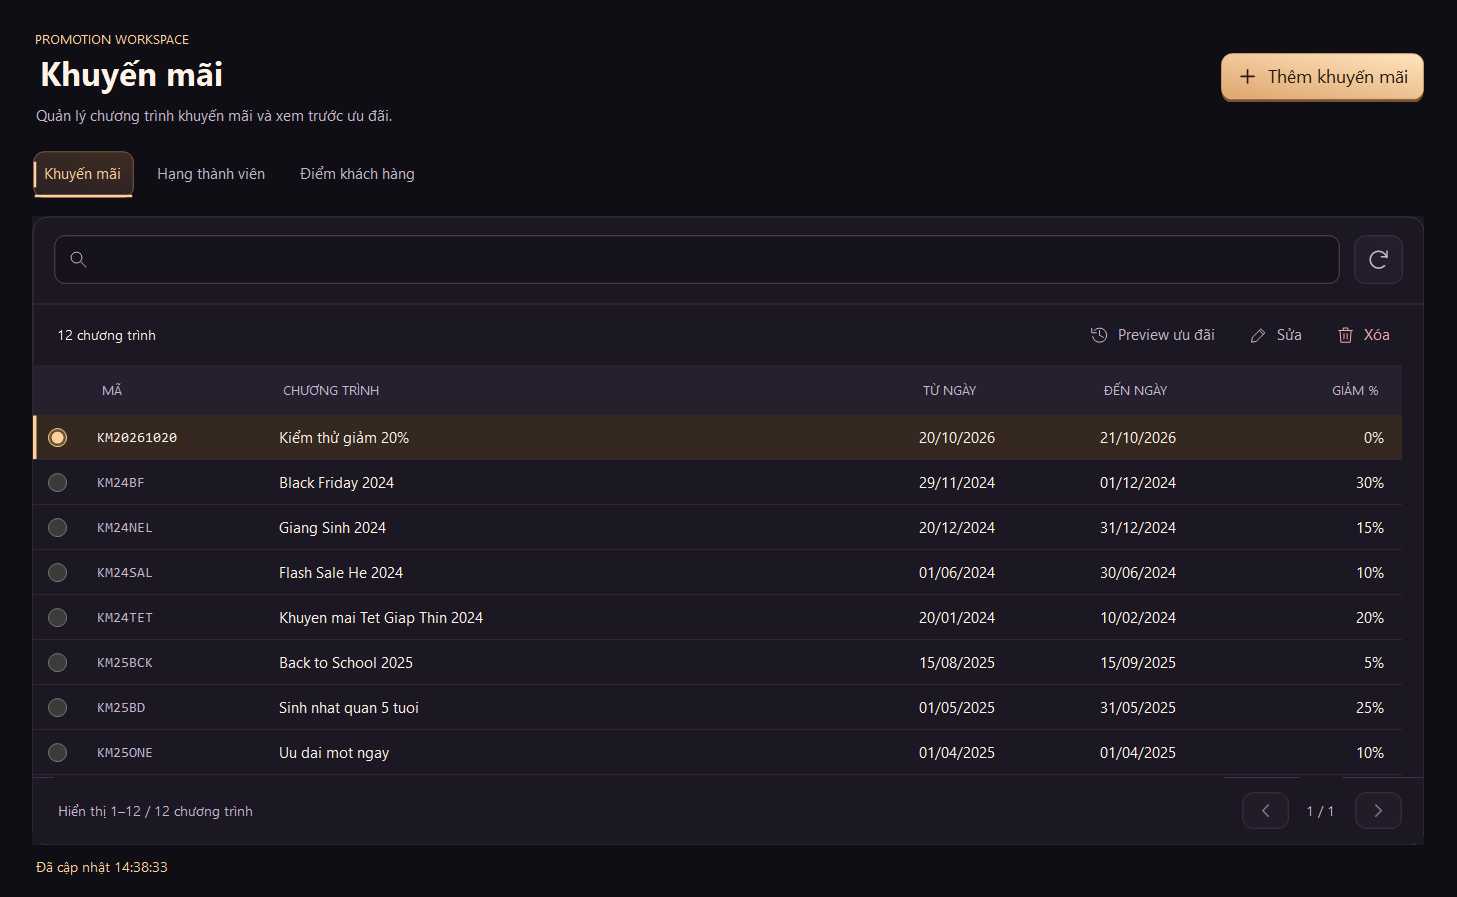 PROMOTION WORKSPACE
Khuyến mãi
Thêm khuyến mãi
Quản lý chương trình khuyến mãi và xem trước ưu đãi.
Khuyến mãi Hạng thành viên Điểm khách hàng
12 chương trình Preview ưu đãi Sửa Xóa
MÃ CHƯƠNG TRÌNH TỪ NGÀY ĐẾN NGÀY GIẢM %
KM20261020 Kiểm thử giảm 20% 20/10/2026 21/10/2026 0%
KM24BF Black Friday 2024 29/11/2024 01/12/2024 30%
KM24NEL Giang Sinh 2024 20/12/2024 31/12/2024 15%
KM24SAL Flash Sale He 2024 01/06/2024 30/06/2024 10%
KM24TET Khuyen mai Tet Giap Thin 2024 20/01/2024 10/02/2024 20%
KM25BCK Back to School 2025 15/08/2025 15/09/2025 5%
KM25BD Sinh nhat quan 5 tuoi 01/05/2025 31/05/2025 25%
KM25ONE Uu dai mot ngay 01/04/2025 01/04/2025 10%
Hiển thị 1–12 / 12 chương trình 1 / 1
Đã cập nhật 14:38:33